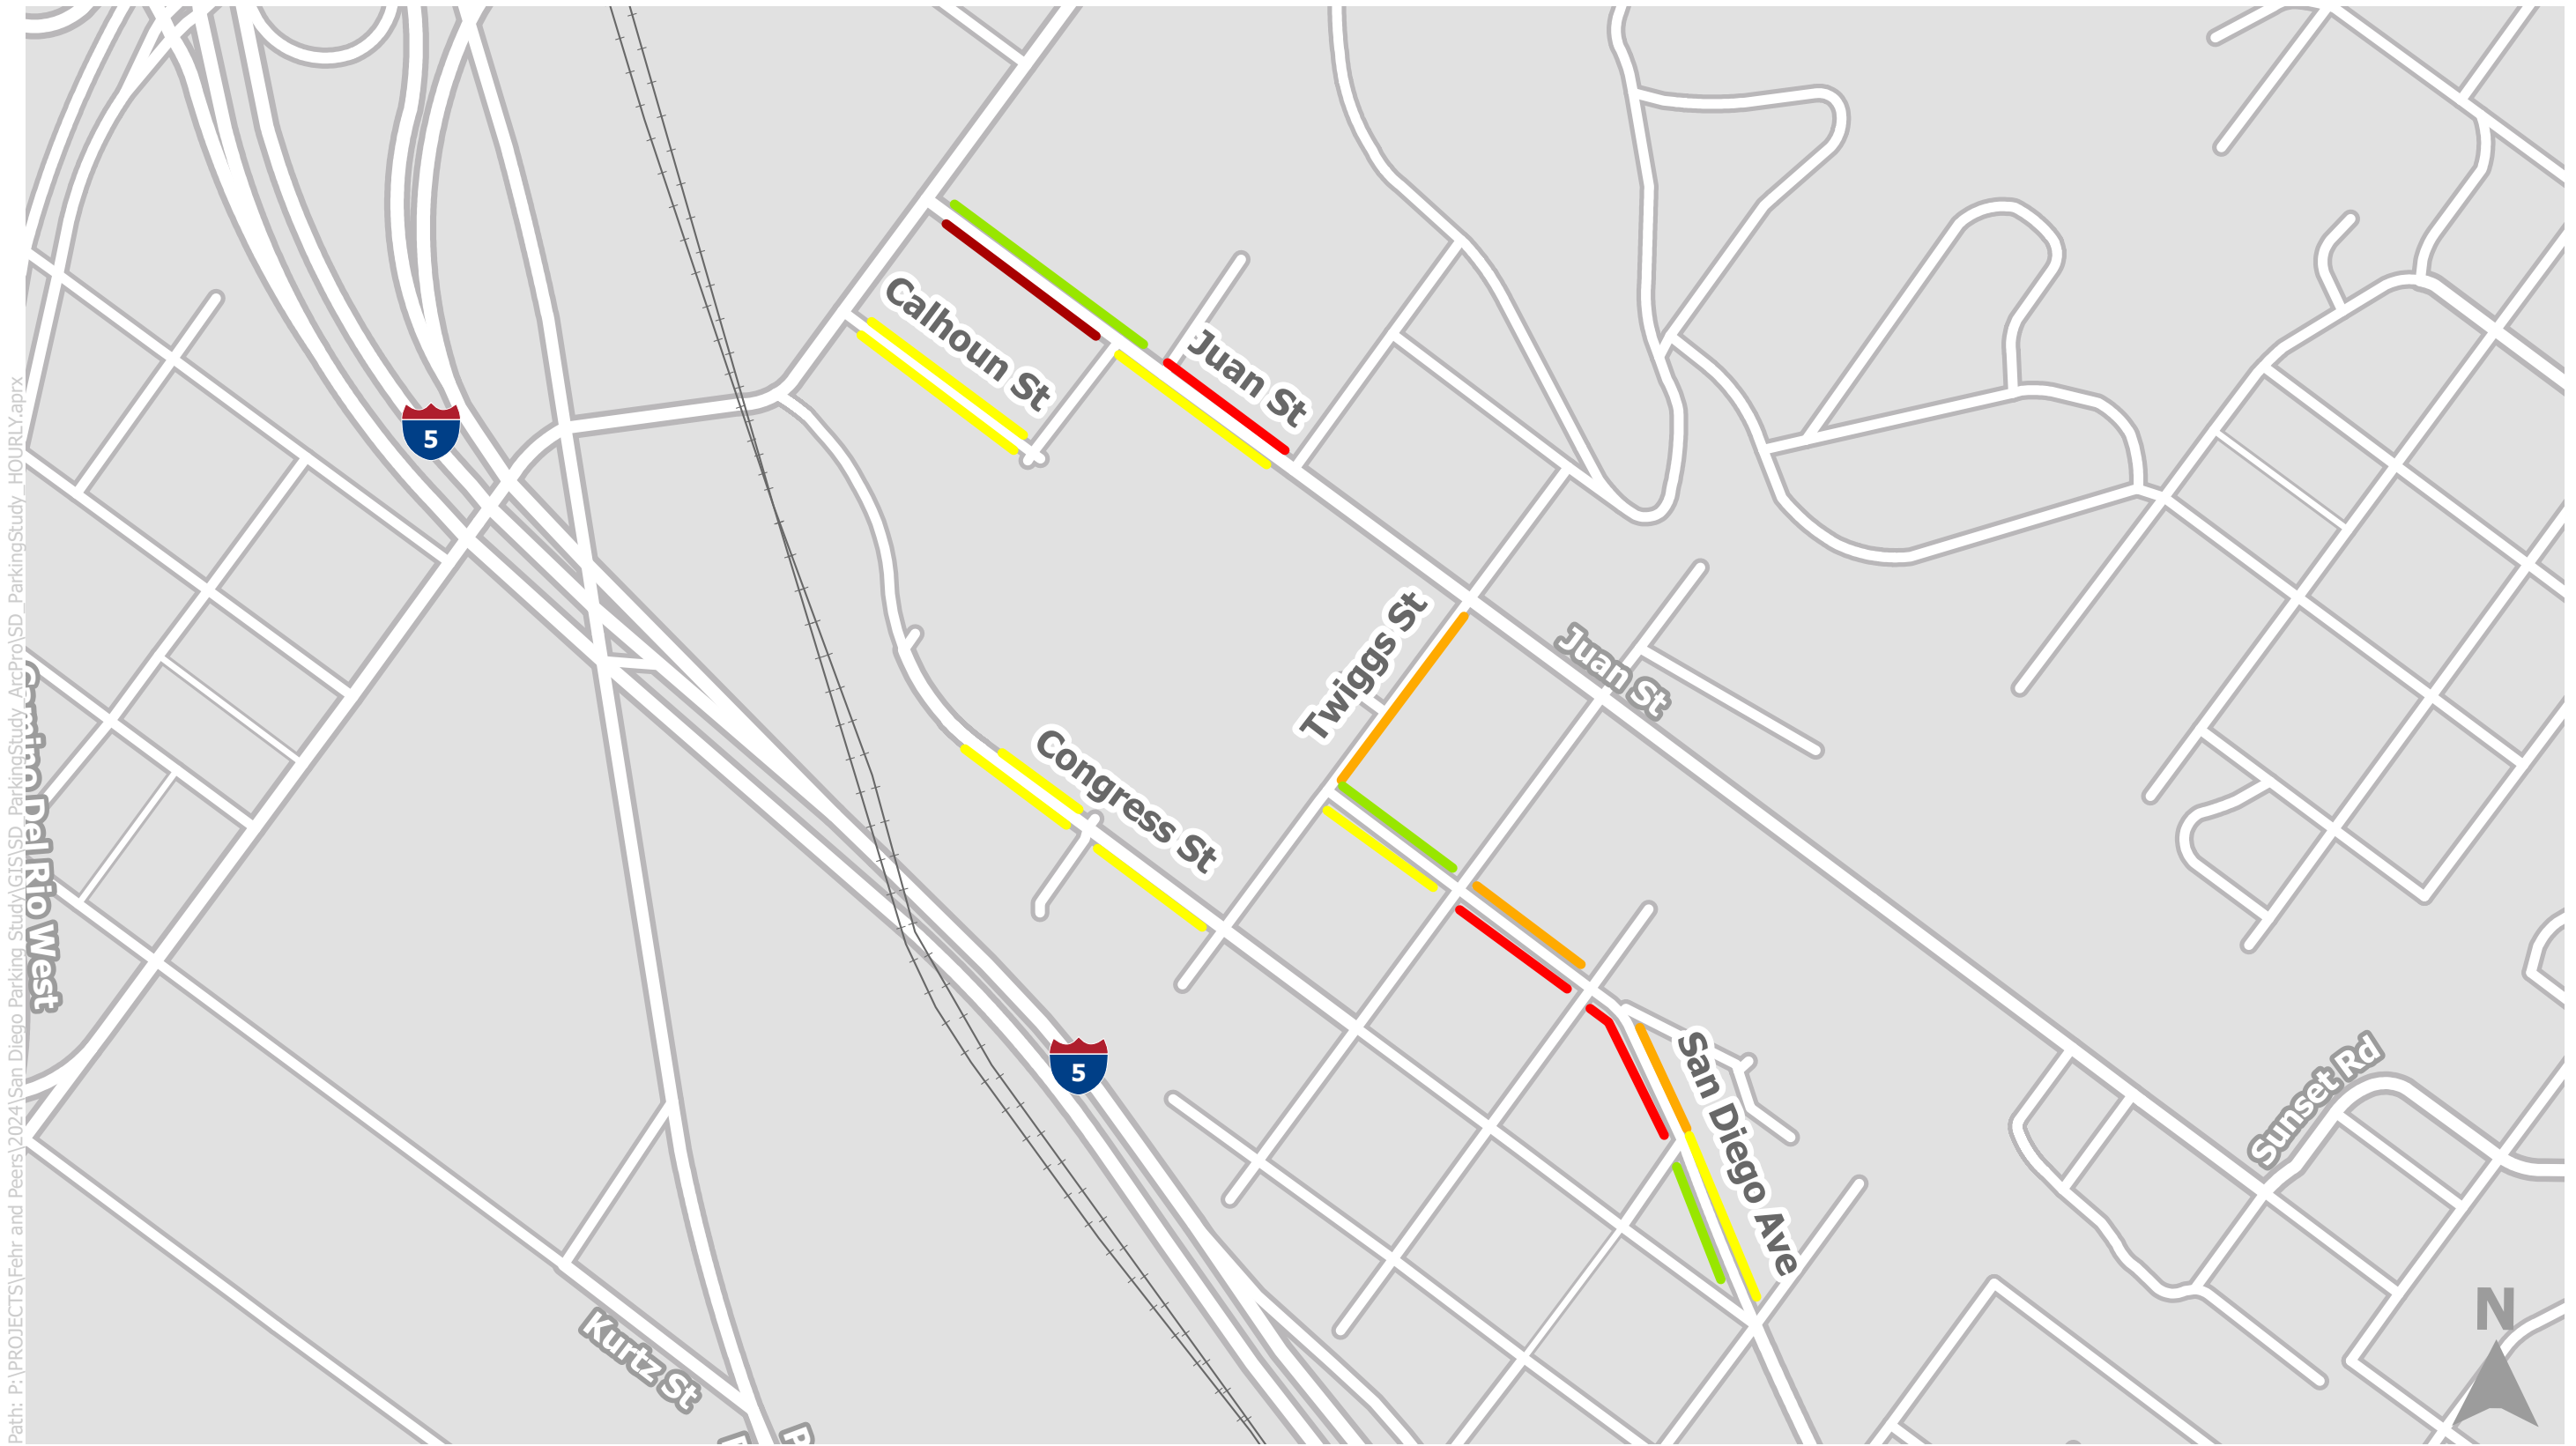 Calhoun St
Juan St
5
Twiggs St
Juan St
Congress St
Camino Del Rio West
San Diego Ave
5
Sunset Rd
Kurtz St
N
Path: P:\PROJECTS\Fehr and Peers\2024\San Diego Parking Study\GIS\SD_ParkingStudy_ArcPro\SD_ParkingStudy_HOURLY.aprx